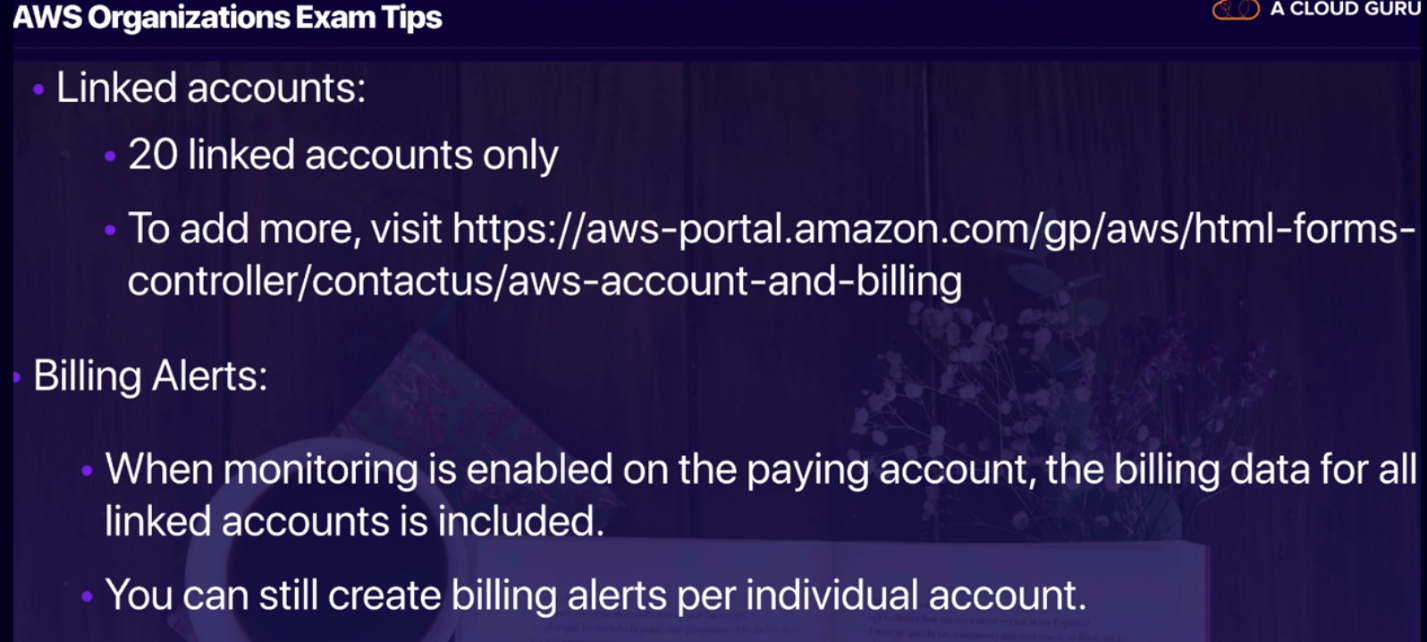 AWS Organizations Exam Tips
A CLOUD GURU
• Linked accounts:
• 20 linked accounts only
• To add more, visit https://aws-portal.amazon.com/gp/aws/html-forms-
controller/contactus/aws-account-and-billing
• Billing Alerts:
• When monitoring is enabled on the paying account, the billing data for all
linked accounts is included.
• You can still create billing alerts per individual account.